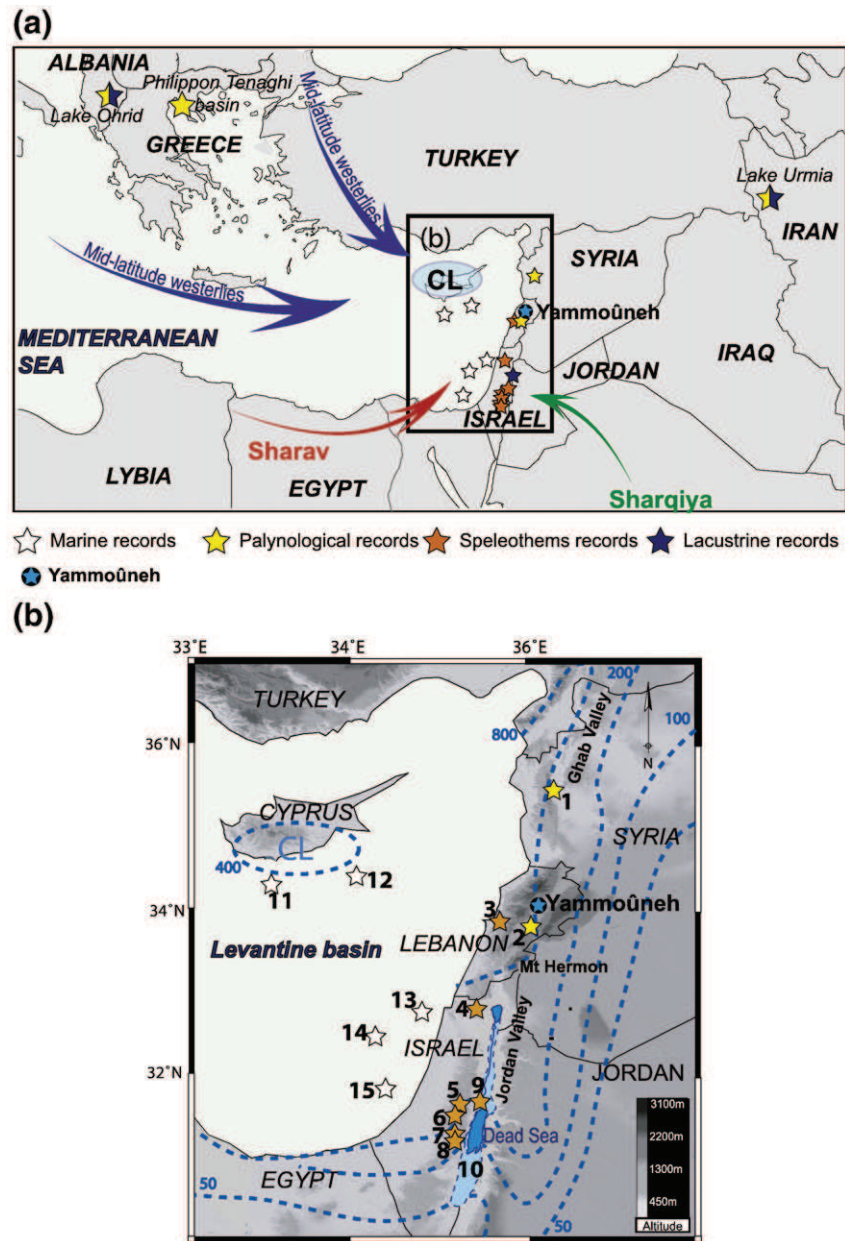 (a)
ALBANIA
Philippon Tenaghi
basin
Lake Ohrid
GREECE
Mid-latitude westerlies
TURKEY
Lake Urmia
IRAN
(b)
SYRIA
CL
Mid-latitude westerlies
Yammoûneh
MEDITERRANEAN
SEA
IRAQ
JORDAN
ISRAEL
Sharav
LYBIA
EGYPT
Sharqiya
Marine records
Palynological records
Speleothems records
Lacustrine records
Yammoûneh
(b)
33°E
34°E
36°E
TURKEY
200
100
800
Ghab Valley
N
36°N
1
CYPRUS
SYRIA
CL
400
12
11
34°N
3
Yammoûneh
2
LEBANON
Levantine basin
Mt Hermon
13
4
14
ISRAEL
Jordan Valley
32°N
15
5
9
JORDAN
6
7
Dead Sea
8
10
EGYPT
50
50
3100m
2200m
1300m
450m
Altitude